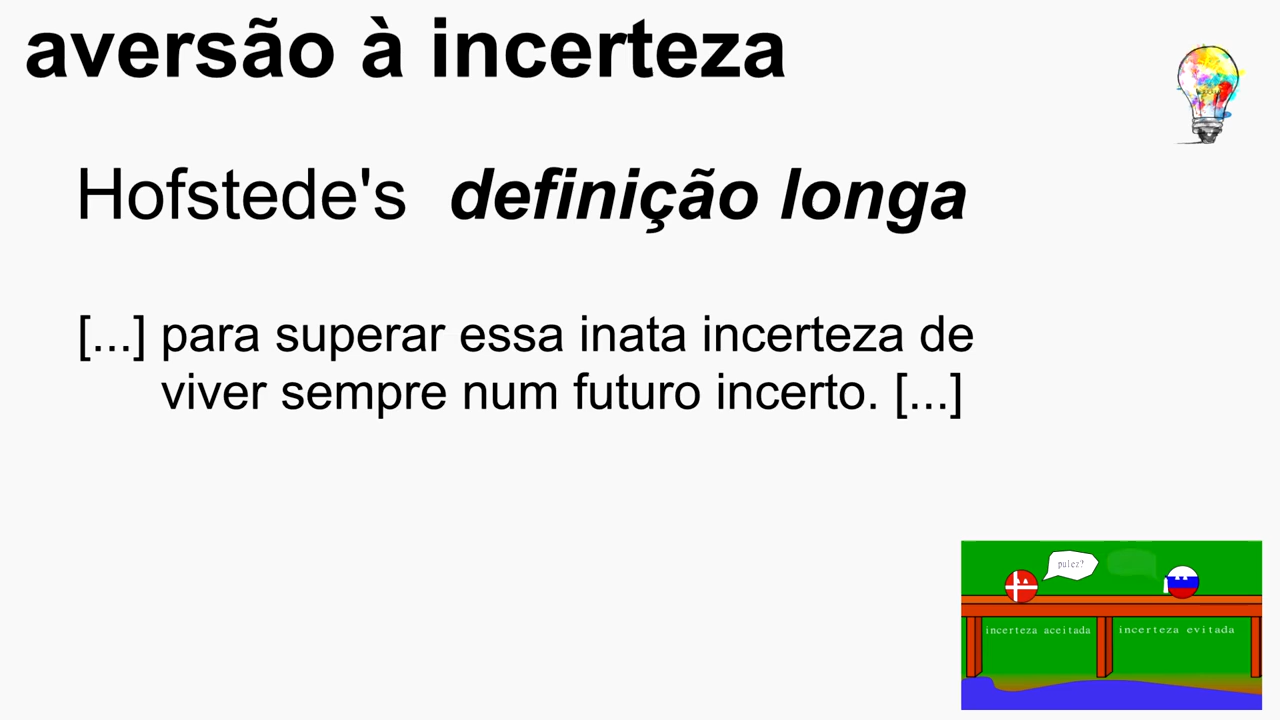 aversão à incerteza
Hofstede's definição longa
[...] para superar essa inata incerteza de
viver sempre num futuro incerto. [...]
pulez?
incerteza aceitada
incerteza evitada